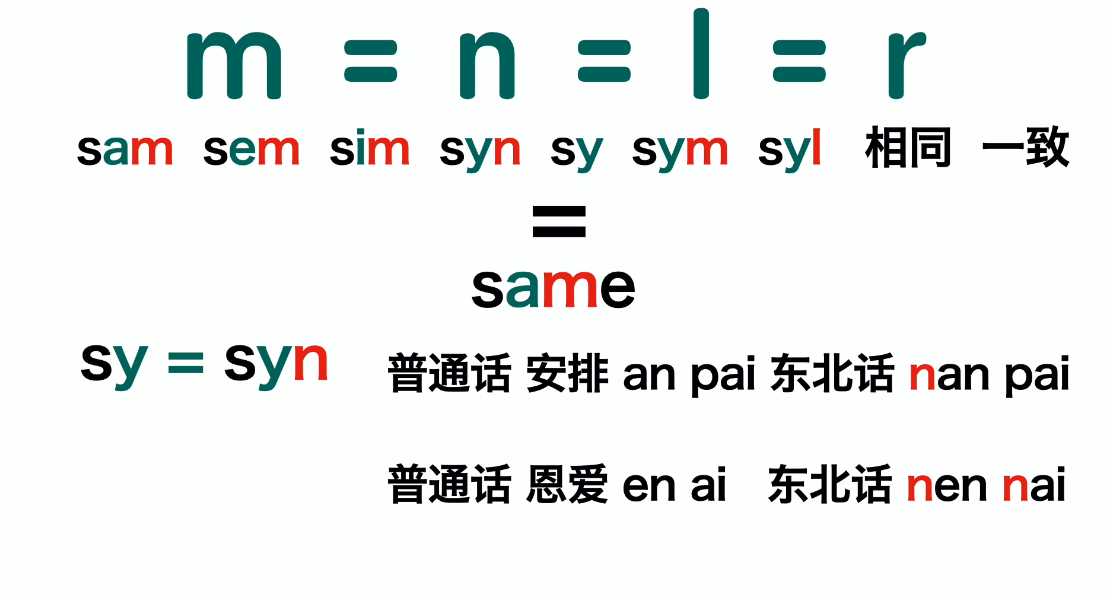 m = n = l = r
sam sem sim syn sy sym syl 相同 一致
=
same
sy = syn 普通话 安排 an pai 东北话 nan pai
普通话 恩爱 en ai 东北话 nen nai